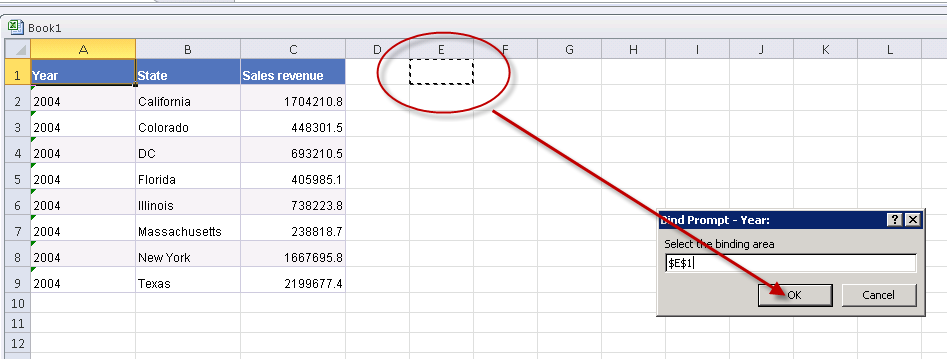 Book1
A B C D E F G H I J K L
1 Year State Sales revenue
2 2004 California 1704210.8
3 2004 Colorado 448301.5
4 2004 DC 693210.5
5 2004 Florida 405985.1
6 2004 Illinois 738223.8
7 2004 Massachusetts 238818.7
8 2004 New York 1667695.8
9 2004 Texas 2199677.4
10
11
12
Bind Prompt - Year:
Select the binding area
$E$1
OK Cancel